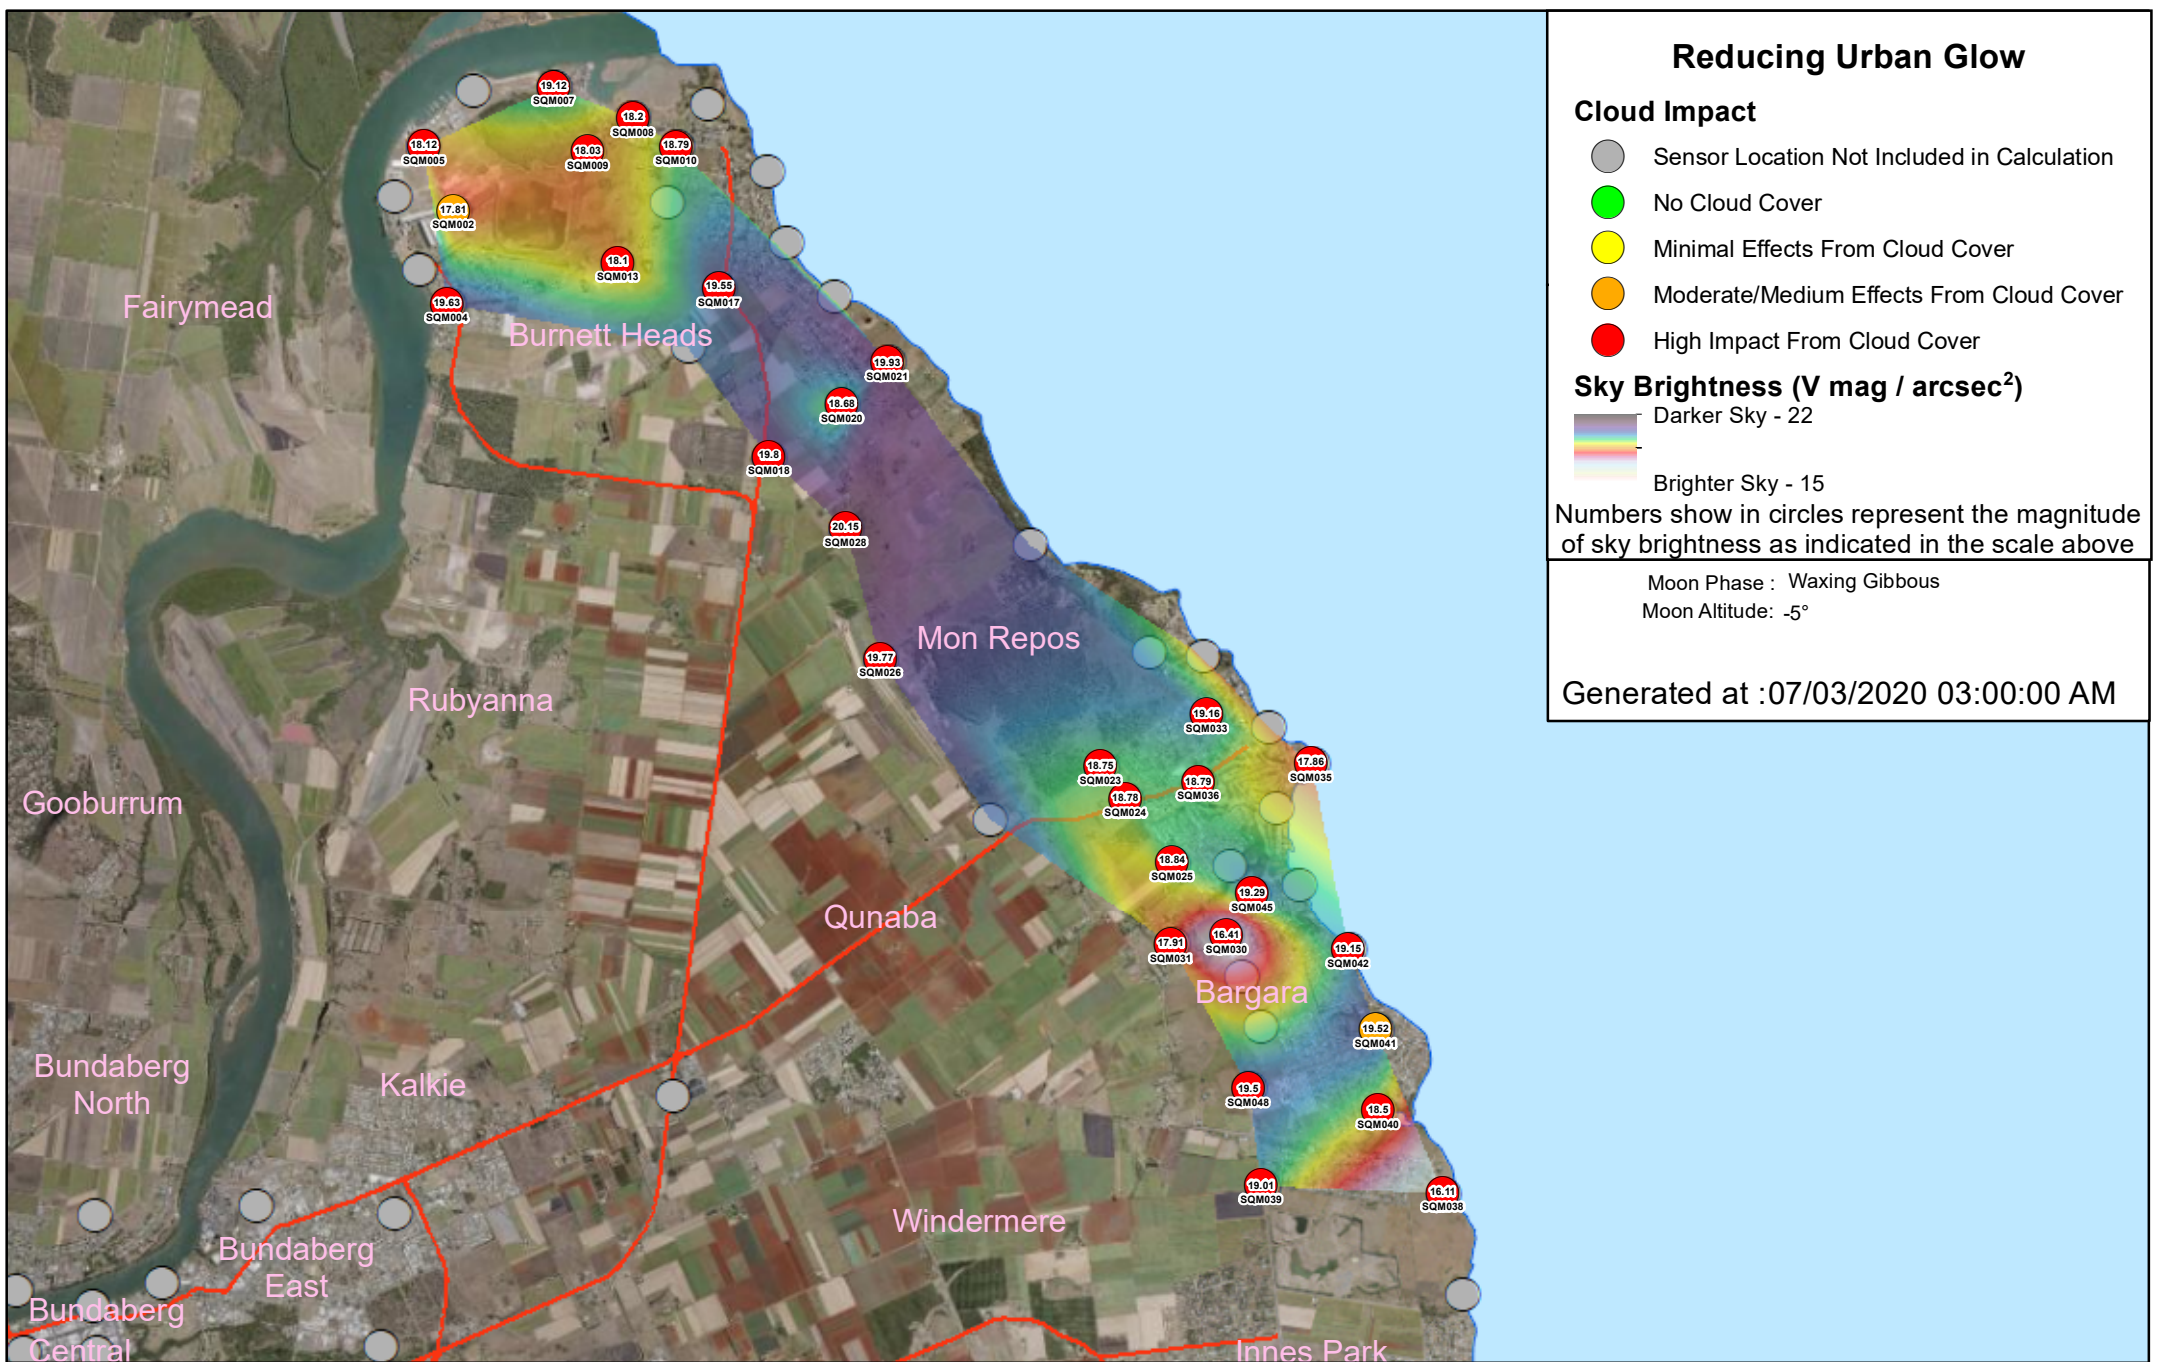 Reducing Urban Glow
Cloud Impact
Sensor Location Not Included in Calculation
No Cloud Cover
Minimal Effects From Cloud Cover
Moderate/Medium Effects From Cloud Cover
High Impact From Cloud Cover
Sky Brightness (V mag / arcsec²)
Darker Sky - 22
Brighter Sky - 15
Numbers show in circles represent the magnitude
of sky brightness as indicated in the scale above
Moon Phase : Waxing Gibbous
Moon Altitude: -5°
Generated at :07/03/2020 03:00:00 AM
19.12
SQM007
18.2
SQM008
18.12
SQM005
18.03
SQM009
18.79
SQM010
17.81
SQM002
18.1
SQM013
19.63
SQM004
19.55
SQM017
Fairymead
Burnett Heads
19.93
SQM021
18.68
SQM020
19.8
SQM018
20.15
SQM028
Mon Repos
19.77
SQM026
Rubyanna
19.16
SQM033
18.75
SQM023
18.78
SQM024
18.79
SQM036
17.86
SQM035
Gooburrum
18.84
SQM025
19.29
SQM045
Qunaba
17.91
SQM031
16.41
SQM030
19.15
SQM042
Bargara
19.52
SQM041
Bundaberg
North
Kalkie
19.5
SQM048
18.5
SQM040
19.01
SQM039
16.11
SQM038
Windermere
Bundaberg
East
Bundaberg
Central
Innes Park